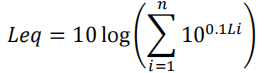 Leq = 10 log(∑_{i=1}^{n} 10^{0.1Li})